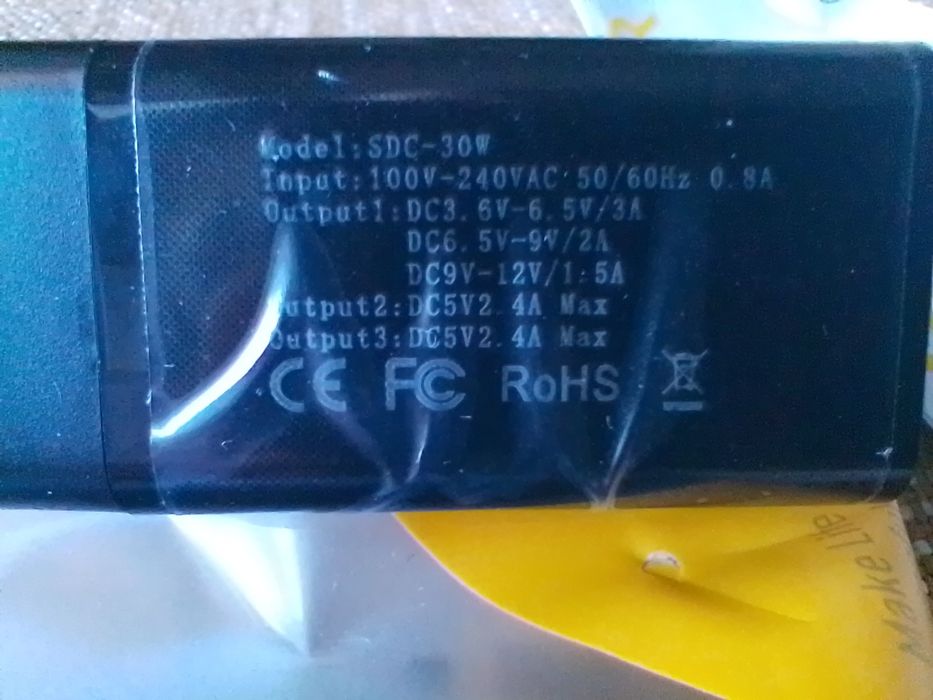 Model:SDC-30W
Input:100V-240VAC 50/60Hz 0.8A
Output1:DC3.6V-6.5V/3A
DC6.5V-9V/2A
DC9V-12V/1.5A
Output2:DC5V2.4A Max
Output3:DC5V2.4A Max
CE FC RoHS